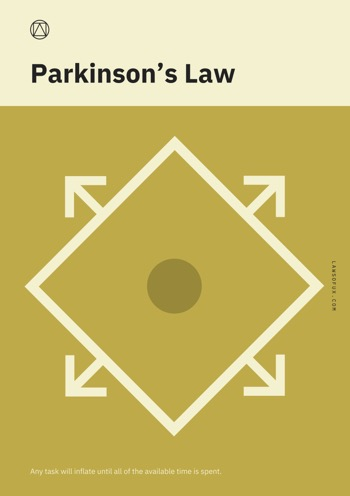 Parkinson’s Law
LAWSOFUX.COM
Any task will inflate until all of the available time is spent.